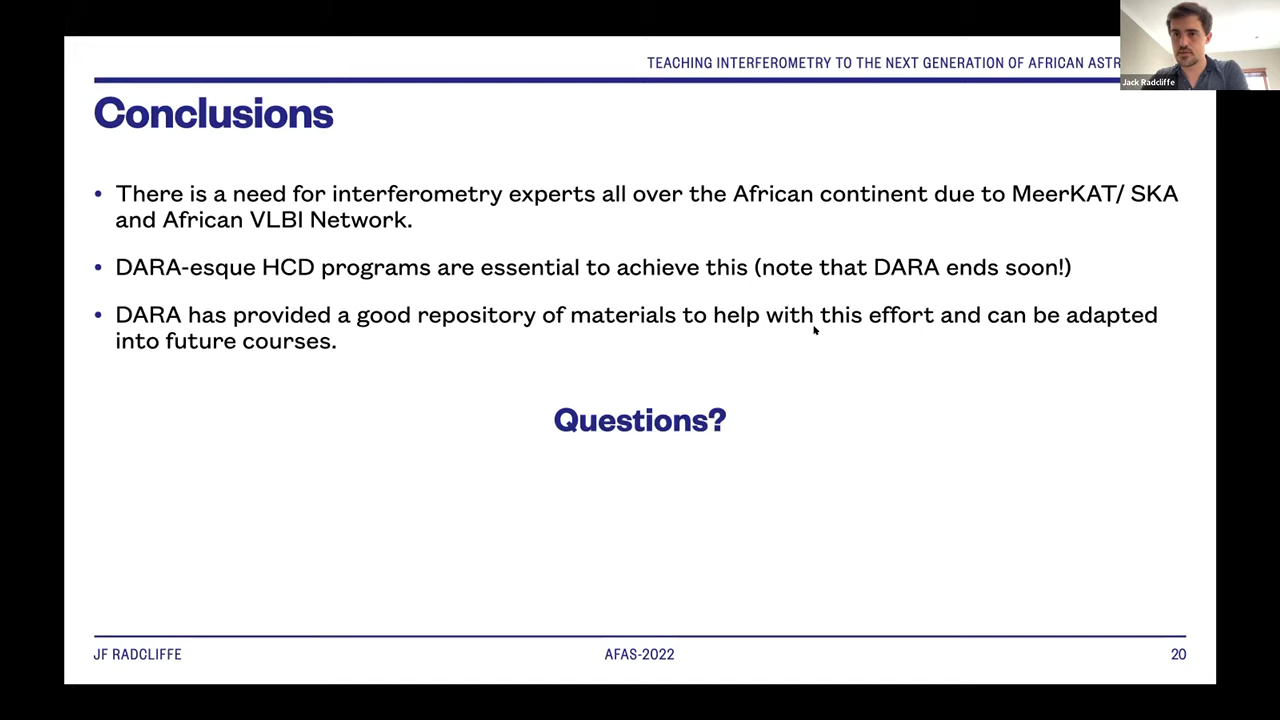 TEACHING INTERFEROMETRY TO THE NEXT GENERATION OF AFRICAN ASTR
Jack Radcliffe
Conclusions
• There is a need for interferometry experts all over the African continent due to MeerKAT/ SKA
and African VLBI Network.
• DARA-esque HCD programs are essential to achieve this (note that DARA ends soon!)
• DARA has provided a good repository of materials to help with this effort and can be adapted
into future courses.
Questions?
JF RADCLIFFE
AFAS-2022
20